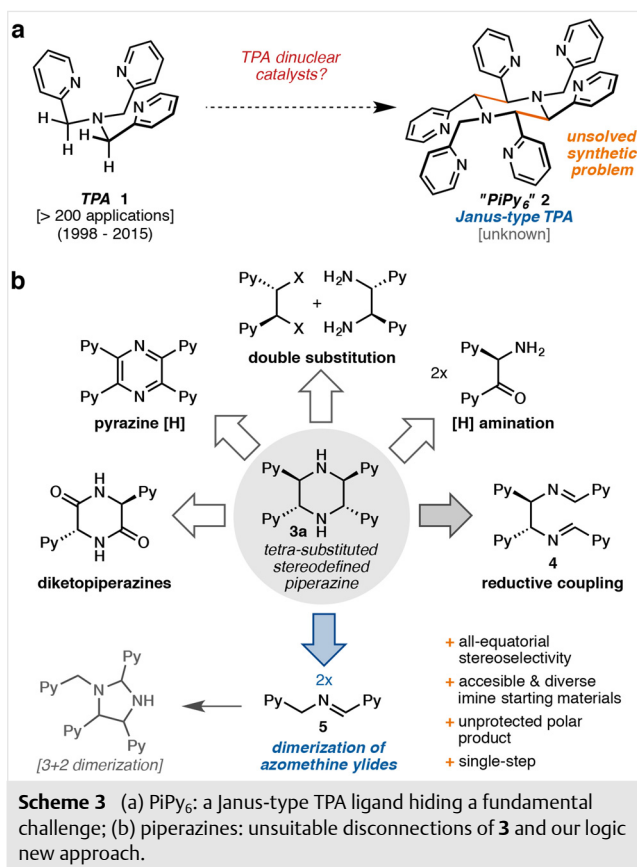 a
TPA dinuclear
catalysts?
N
N
N
N
H
H
H
H
TPA 1
[> 200 applications]
(1998 - 2015)
N
N
N
N
N
N
N
N
unsolved
synthetic
problem
"PiPy6" 2
Janus-type TPA
[unknown]
b
Py X
Py X
+
H2N Py
H2N Py
double substitution
Py N Py
Py N Py
pyrazine [H]
2x
NH2
Py
Py
O
[H] amination
H
O N Py
Py N O
H
diketopiperazines
H
Py N Py
Py N Py
3a H
tetra-substituted
stereodefined
piperazine
Py N Py
Py N Py
4
reductive coupling
2x
Py N Py
5
dimerization of
azomethine ylides
Py
Py
N NH
Py
Py
[3+2 dimerization]
+ all-equatorial
stereoselectivity
+ accesible & diverse
imine starting materials
+ unprotected polar
product
+ single-step
Scheme 3 (a) PiPy6: a Janus-type TPA ligand hiding a fundamental
challenge; (b) piperazines: unsuitable disconnections of 3 and our logic
new approach.